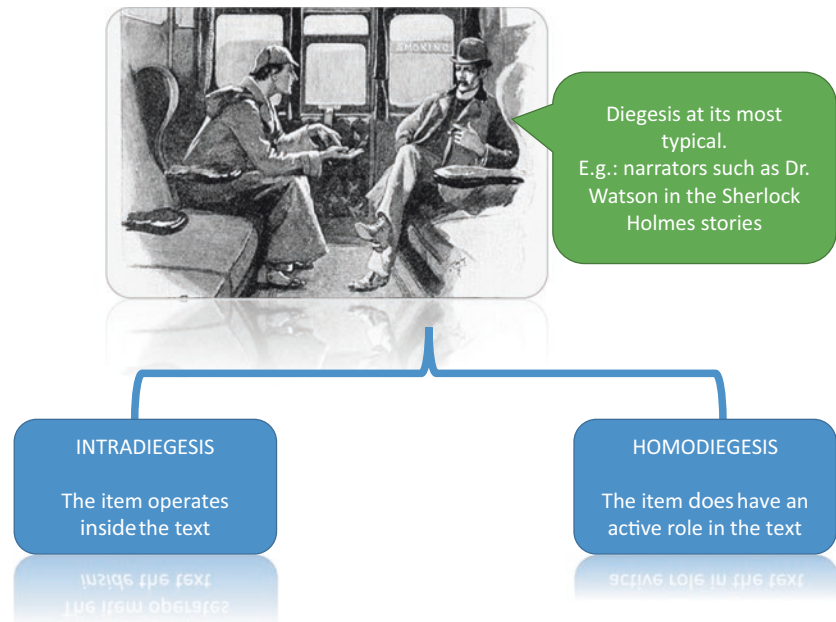 SMOKING
Diegesis at its most
typical.
E.g.: narrators such as Dr.
Watson in the Sherlock
Holmes stories
INTRADIEGESIS
The item operates
inside the text
HOMODIEGESIS
The item does have an
active role in the text